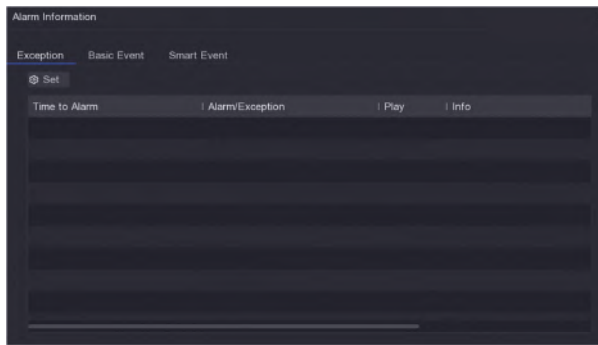 Alarm Information
Exception Basic Event Smart Event
Set
Time to Alarm Alarm/Exception Play Info